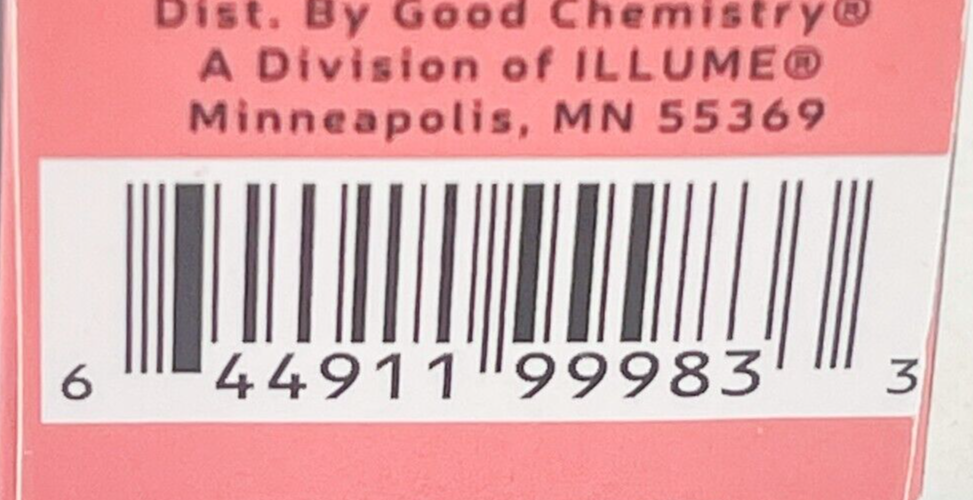 Dist. By Good Chemistry®
A Division of ILLUME®
Minneapolis, MN 55369
6 44911 99983 3